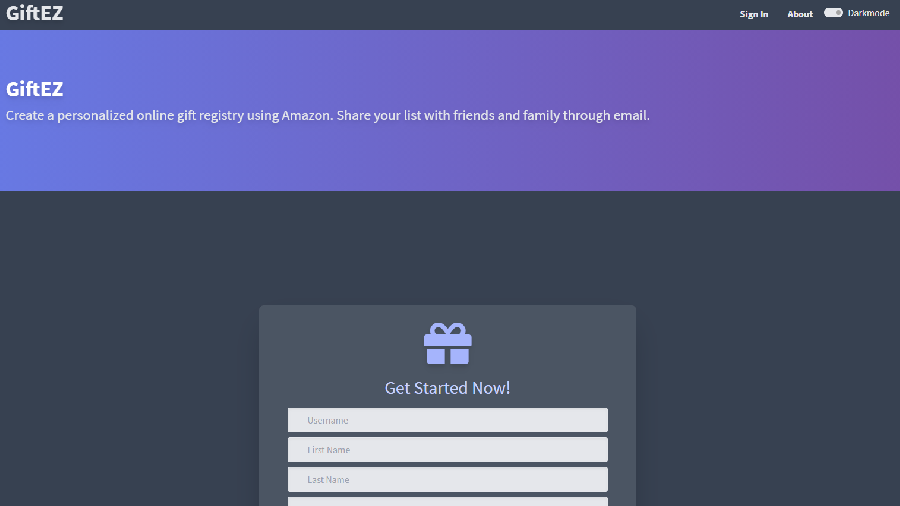 GiftEZ
Sign In
About
Darkmode
GiftEZ
Create a personalized online gift registry using Amazon. Share your list with friends and family through email.
Get Started Now!
Username
First Name
Last Name